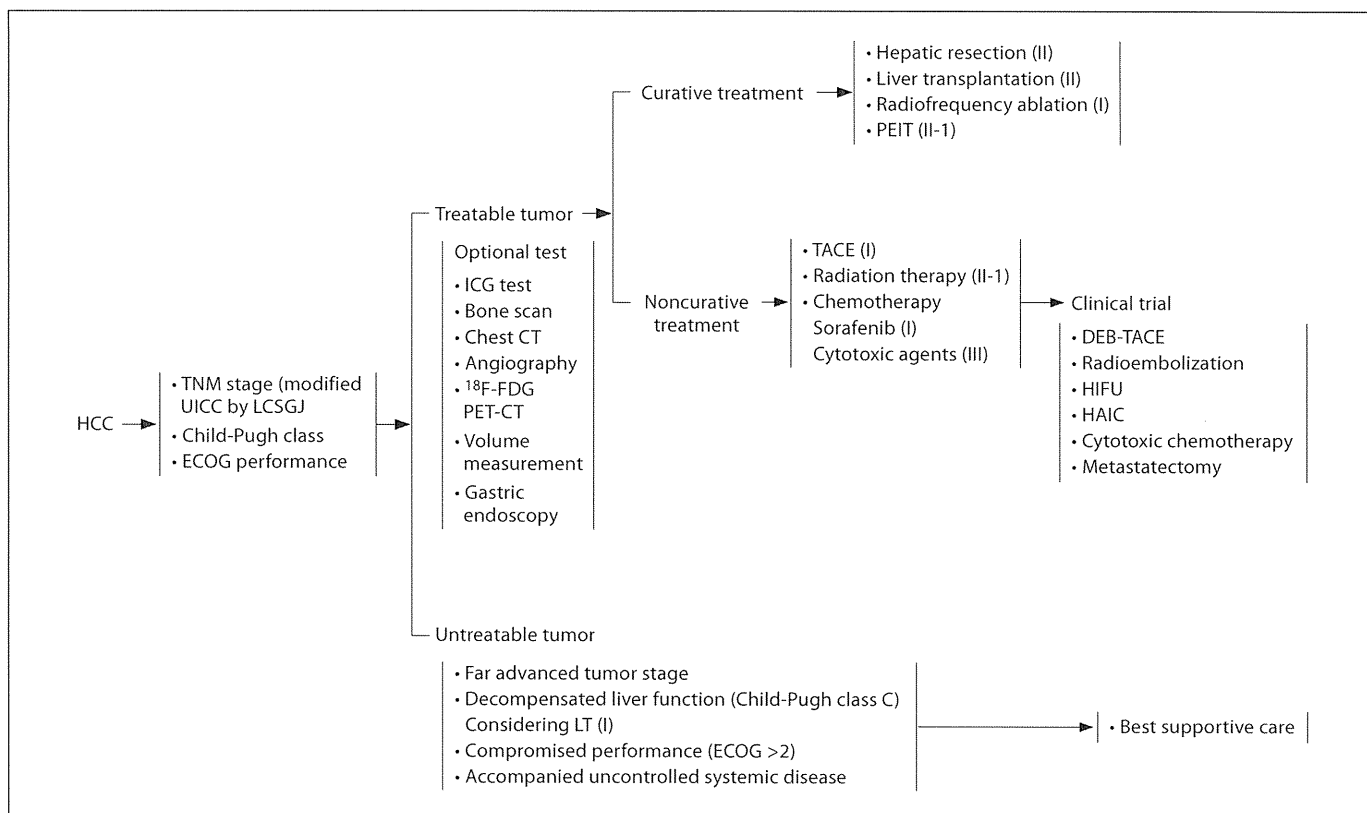 HCC
• TNM stage (modified
UICC by LCSGJ
• Child-Pugh class
• ECOG performance
Treatable tumor
Optional test
• ICG test
• Bone scan
• Chest CT
• Angiography
• ¹⁸F-FDG
PET-CT
• Volume
measurement
• Gastric
endoscopy
Curative treatment
• Hepatic resection (II)
• Liver transplantation (II)
• Radiofrequency ablation (I)
• PEIT (II-1)
Noncurative
treatment
• TACE (I)
• Radiation therapy (II-1)
• Chemotherapy
Sorafenib (I)
Cytotoxic agents (III)
Clinical trial
• DEB-TACE
• Radioembolization
• HIFU
• HAIC
• Cytotoxic chemotherapy
• Metastatectomy
Untreatable tumor
• Far advanced tumor stage
• Decompensated liver function (Child-Pugh class C)
Considering LT (I)
• Compromised performance (ECOG >2)
• Accompanied uncontrolled systemic disease
• Best supportive care